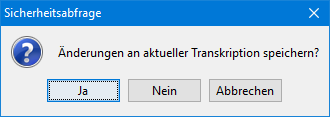 Sicherheitsabfrage
Änderungen an aktueller Transkription speichern?
Ja
Nein
Abbrechen